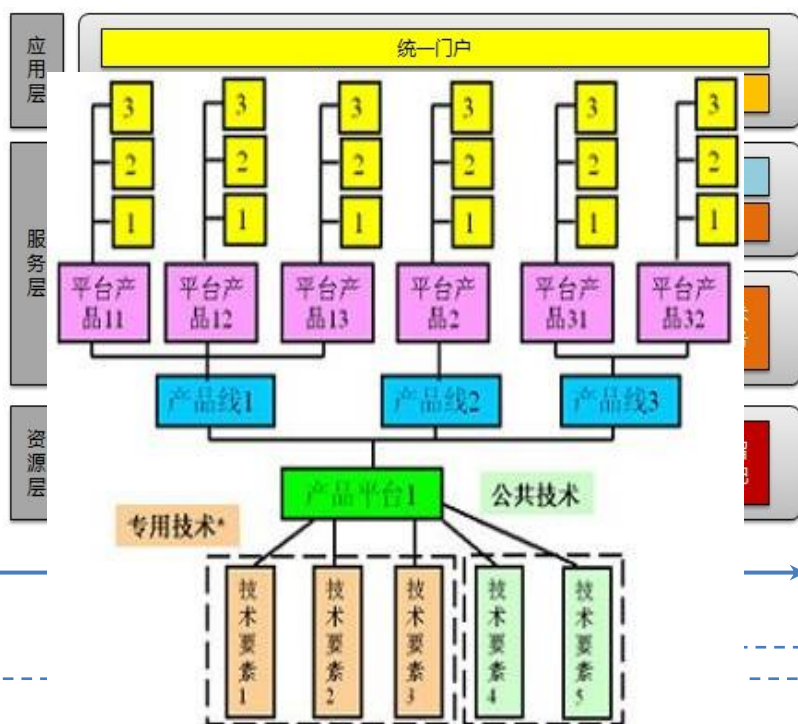 应用层
统一门户
3 3 3 3 3 3
2 2 2 2 2 2
1 1 1 1 1 1
服务层
平台产品11
平台产品12
平台产品13
平台产品2
平台产品31
平台产品32
产品线1
产品线2
产品线3
资源层
产品平台1
公共技术
专用技术*
技术要素1
技术要素2
技术要素3
技术要素4
技术要素5